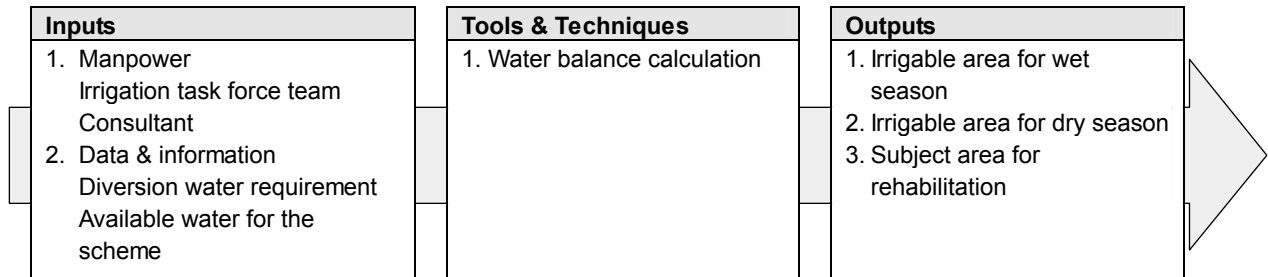 Inputs
1. Manpower
Irrigation task force team
Consultant
2. Data & information
Diversion water requirement
Available water for the
scheme
Tools & Techniques
1. Water balance calculation
Outputs
1. Irrigable area for wet
season
2. Irrigable area for dry season
3. Subject area for
rehabilitation